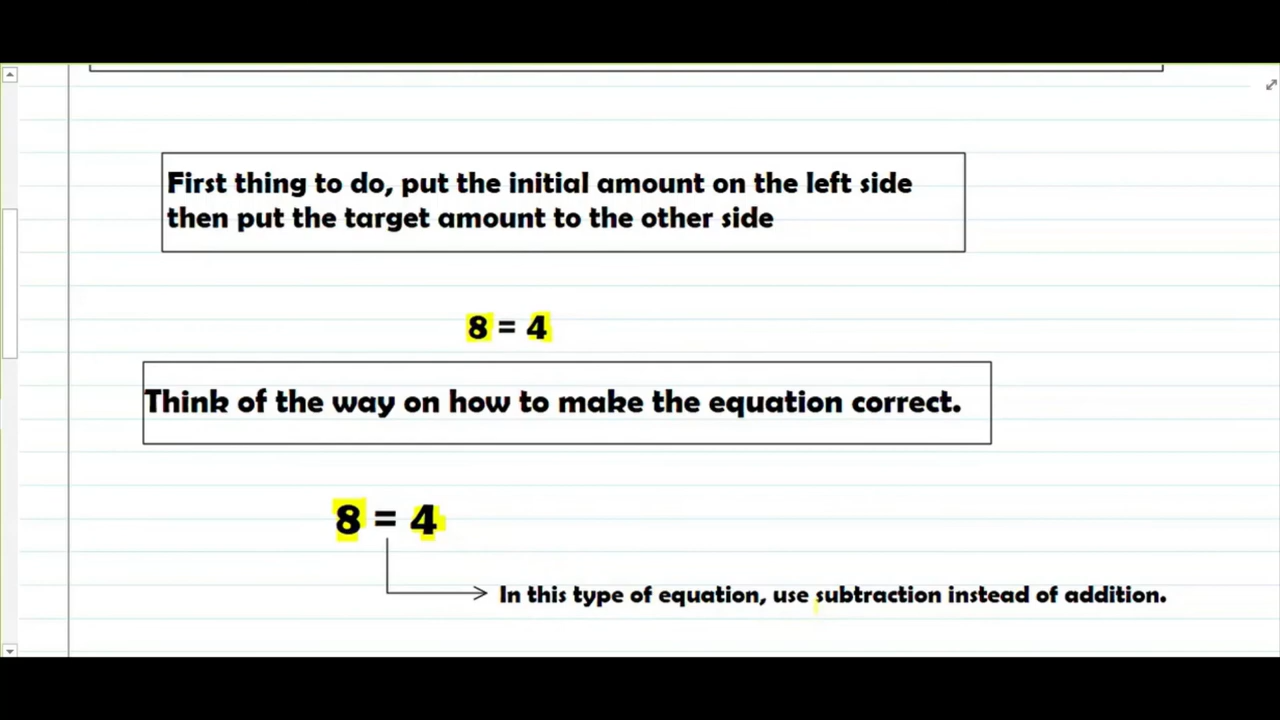 First thing to do, put the initial amount on the left side
then put the target amount to the other side
8 = 4
Think of the way on how to make the equation correct.
8 = 4
In this type of equation, use subtraction instead of addition.